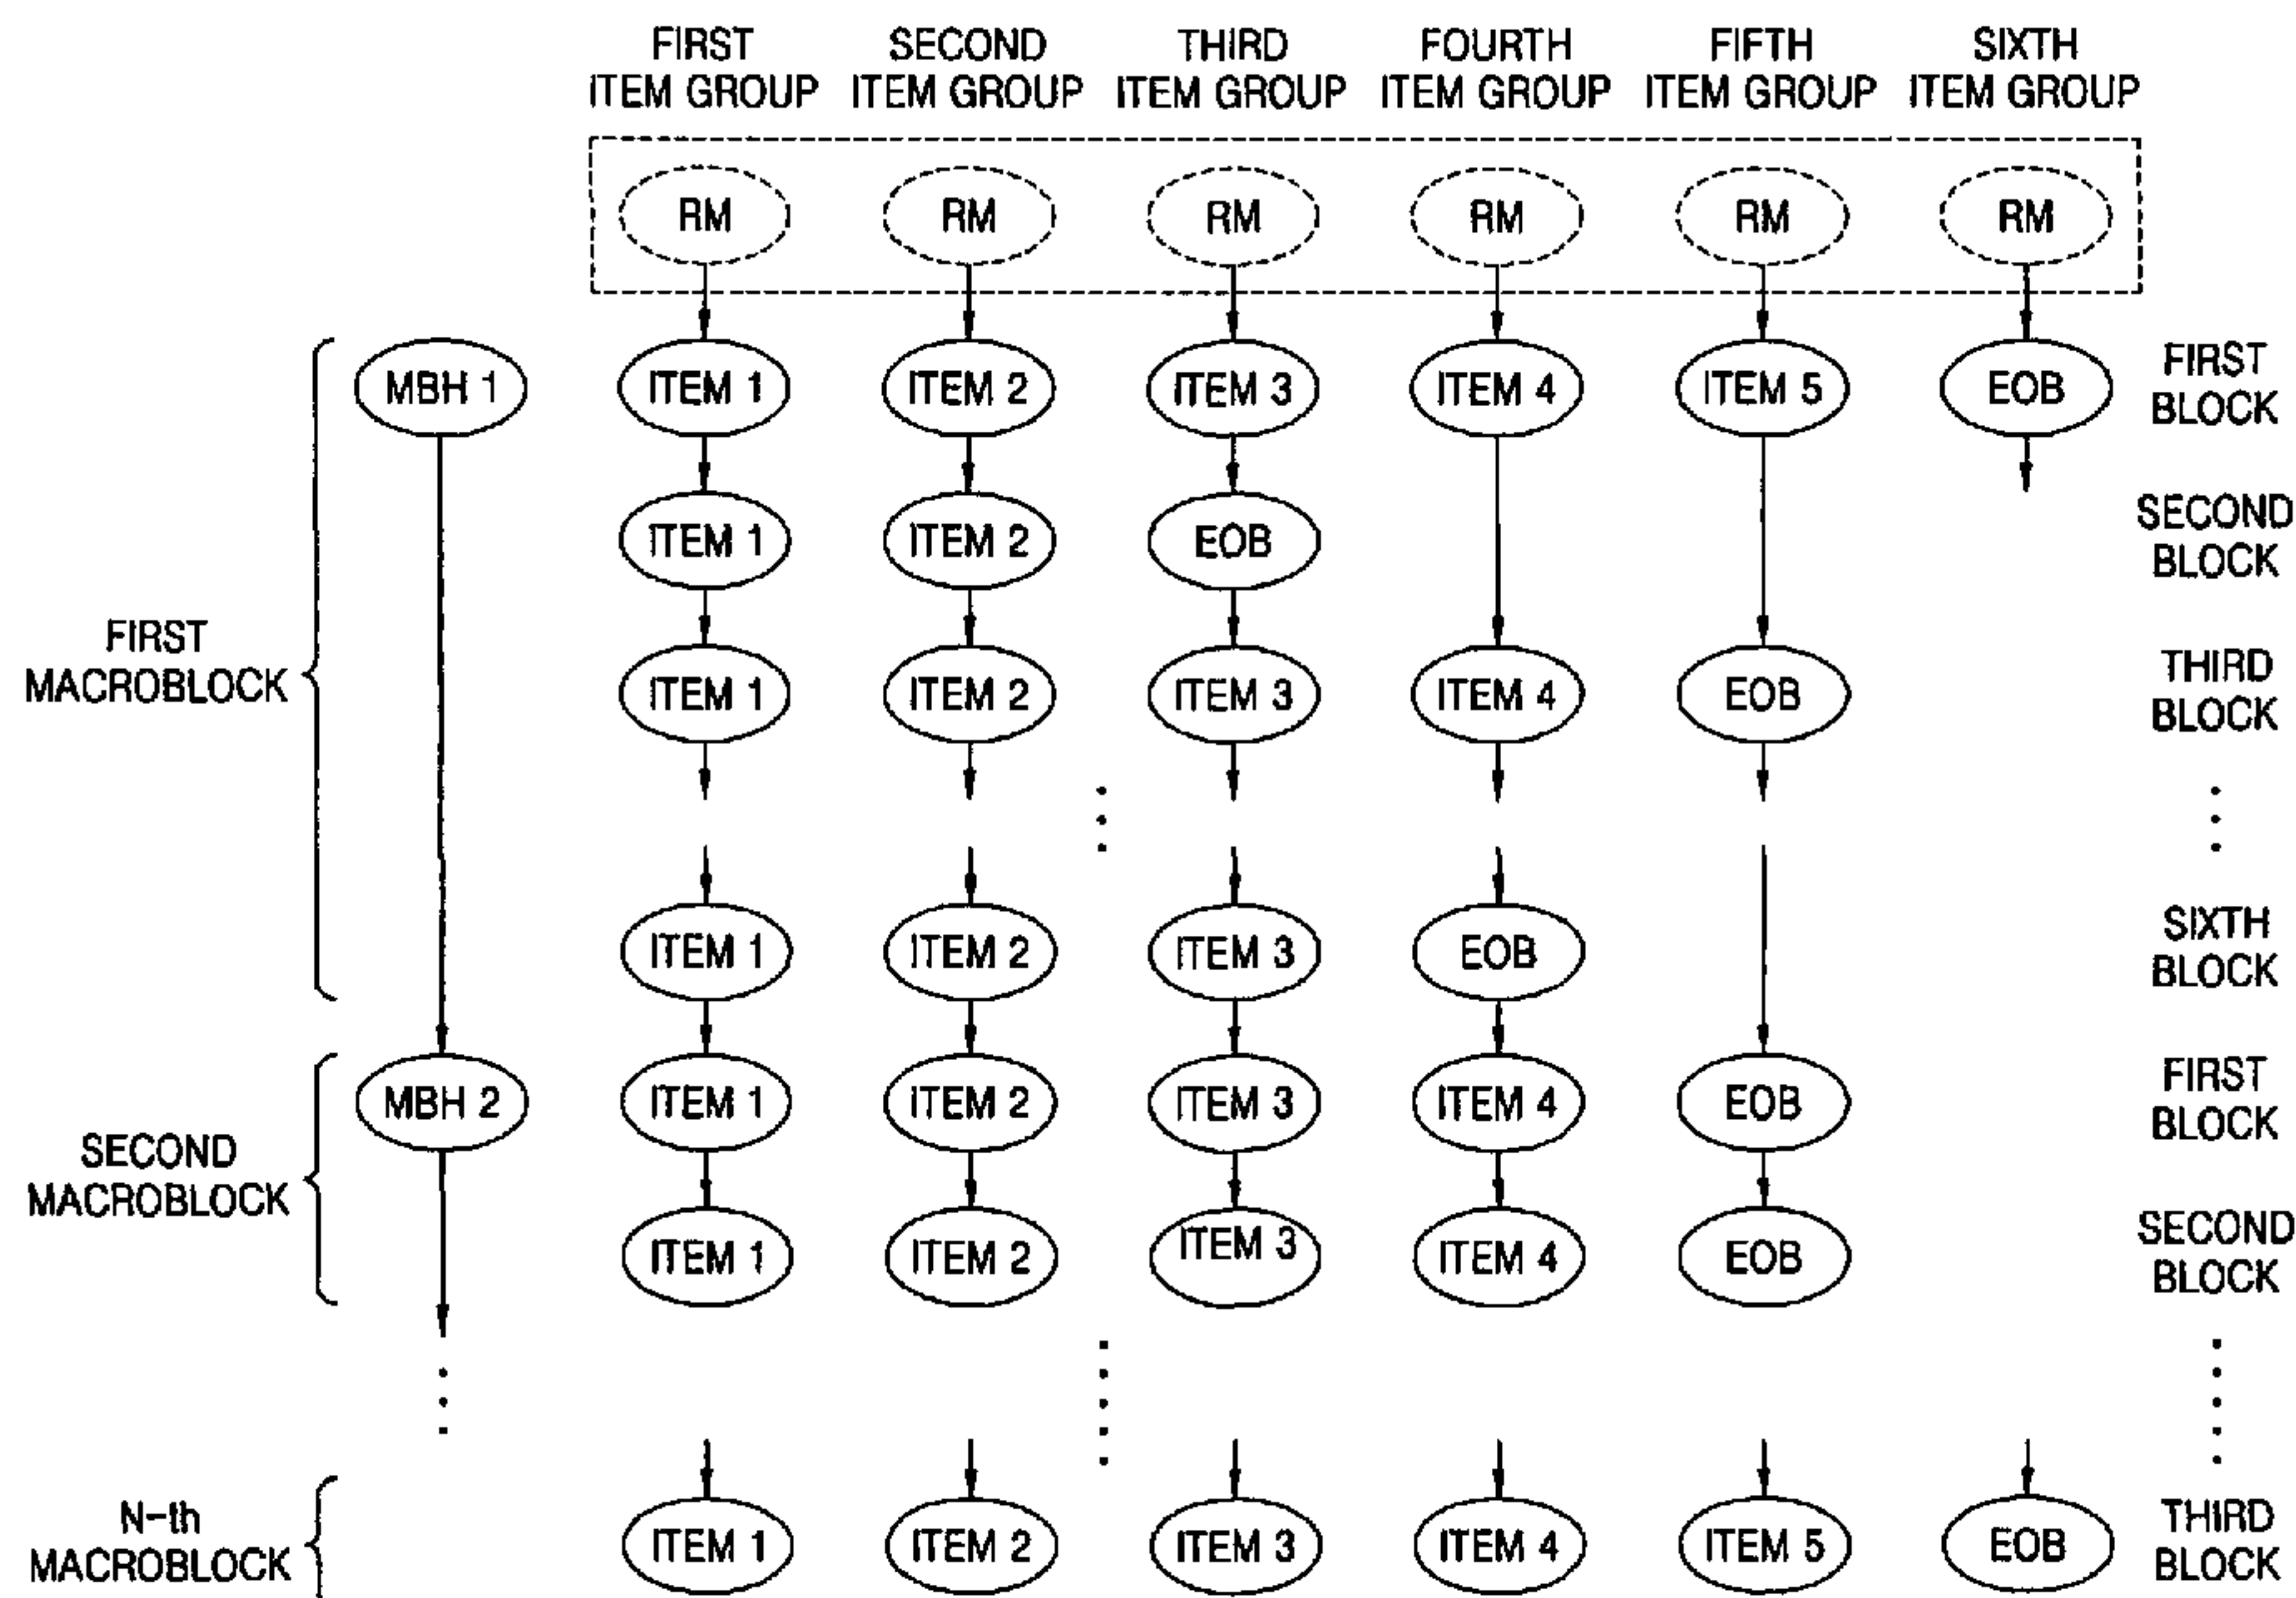 FIRST SECOND THIRD FOURTH FIFTH SIXTH
ITEM GROUP ITEM GROUP ITEM GROUP ITEM GROUP ITEM GROUP ITEM GROUP
RM RM RM RM RM RM
MBH 1 ITEM 1 ITEM 2 ITEM 3 ITEM 4 ITEM 5 EOB
FIRST
BLOCK
ITEM 1 ITEM 2 EOB
SECOND
BLOCK
FIRST
MACROBLOCK
ITEM 1 ITEM 2 ITEM 3 ITEM 4 EOB
THIRD
BLOCK
ITEM 1 ITEM 2 ITEM 3 EOB
SIXTH
BLOCK
MBH 2 ITEM 1 ITEM 2 ITEM 3 ITEM 4 EOB
FIRST
BLOCK
SECOND
MACROBLOCK
ITEM 1 ITEM 2 ITEM 3 ITEM 4 EOB
SECOND
BLOCK
N-th
MACROBLOCK
ITEM 1 ITEM 2 ITEM 3 ITEM 4 ITEM 5 EOB
THIRD
BLOCK